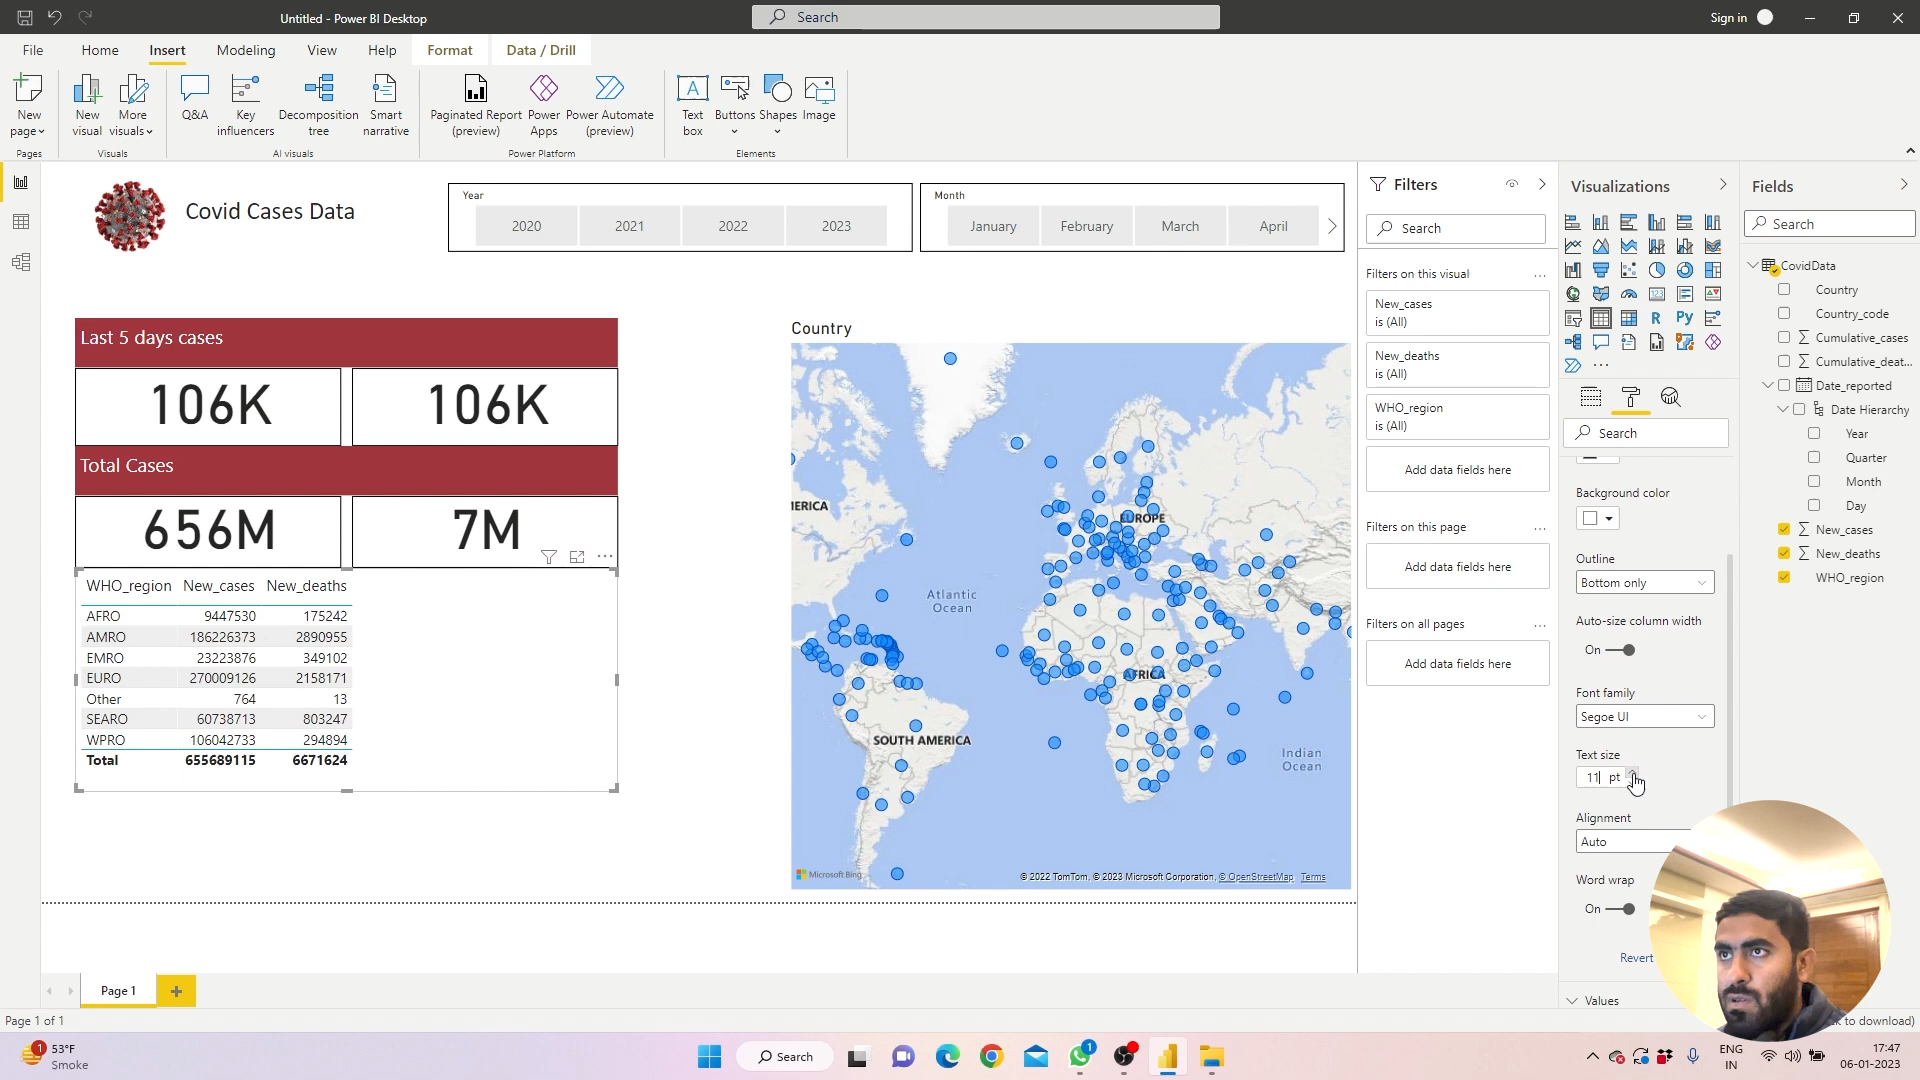 Untitled - Power BI Desktop
Search
Sign in
File
Home
Insert
Modeling
View
Help
Format
Data / Drill
New page
New visual
More visuals
Q&A
Key influencers
Decomposition tree
Smart narrative
Paginated Report (preview)
Power Apps
Power Automate (preview)
Text box
Buttons
Shapes
Image
Pages
Visuals
AI visuals
Power Platform
Elements
Covid Cases Data
Year
2020
2021
2022
2023
Month
January
February
March
April
Last 5 days cases
106K
106K
Total Cases
656M
7M
WHO_region New_cases New_deaths
AFRO 9447530 175242
AMRO 186226373 2890955
EMRO 23223876 349102
EURO 270009126 2158171
Other 764 13
SEARO 60738713 803247
WPRO 106042733 294894
Total 655689115 6671624
Country
IERICA
EUROPE
Atlantic
Ocean
AFRICA
SOUTH AMERICA
Indian
Ocean
Microsoft Bing
© 2022 TomTom, © 2023 Microsoft Corporation, © OpenStreetMap Terms
Filters
Search
Filters on this visual
New_cases
is (All)
New_deaths
is (All)
WHO_region
is (All)
Add data fields here
Filters on this page
Add data fields here
Filters on all pages
Add data fields here
Visualizations
R
Py
123
Search
Background color
Outline
Bottom only
Auto-size column width
On
Font family
Segoe UI
Text size
11 pt
Alignment
Auto
Word wrap
On
Revert
Values
Fields
Search
CovidData
Country
Country_code
Cumulative_cases
Cumulative_deat...
Date_reported
Date Hierarchy
Year
Quarter
Month
Day
New_cases
New_deaths
WHO_region
Page 1
Page 1 of 1
to download)
1
53°F
Smoke
Search
1
ENG
IN
17:47
06-01-2023